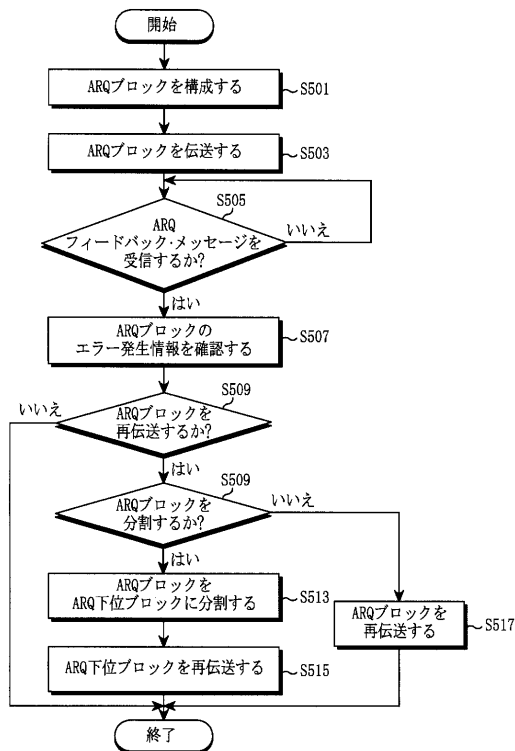 開始
ARQブロックを構成する
S501
ARQブロックを伝送する
S503
S505
ARQ
フィードバック・メッセージを
受信するか?
いいえ
はい
ARQブロックの
エラー発生情報を確認する
S507
S509
いいえ
ARQブロックを
再伝送するか?
はい
S509
ARQブロックを
分割するか?
いいえ
はい
ARQブロックを
ARQ下位ブロックに分割する
S513
ARQブロックを
再伝送する
S517
ARQ下位ブロックを再伝送する
S515
終了